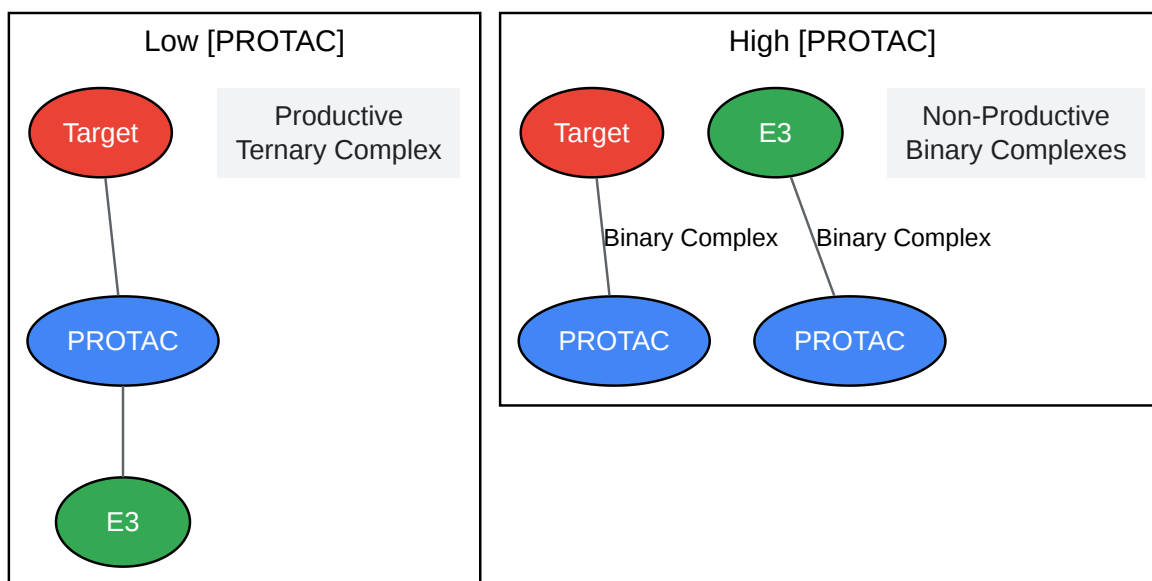 Low [PROTAC]
Target
Productive
Ternary Complex
PROTAC
E3
High [PROTAC]
Target
E3
Non-Productive
Binary Complexes
Binary Complex
Binary Complex
PROTAC
PROTAC